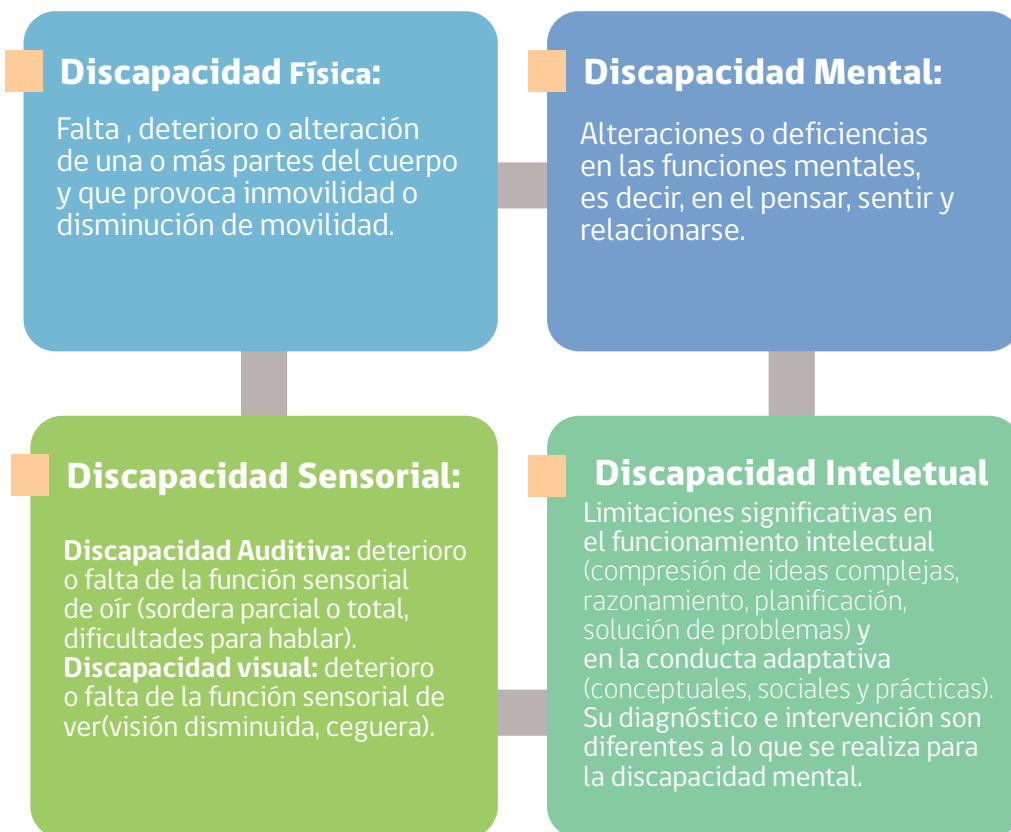 Discapacidad Física:
Falta , deterioro o alteración
de una o más partes del cuerpo
y que provoca inmovilidad o
disminución de movilidad.
Discapacidad Mental:
Alteraciones o deficiencias
en las funciones mentales,
es decir, en el pensar, sentir y
relacionarse.
Discapacidad Sensorial:
Discapacidad Auditiva: deterioro
o falta de la función sensorial
de oír (sordera parcial o total,
dificultades para hablar).
Discapacidad visual: deterioro
o falta de la función sensorial de
ver(visión disminuida, ceguera).
Discapacidad Inteletual
Limitaciones significativas en
el funcionamiento intelectual
(compresión de ideas complejas,
razonamiento, planificación,
solución de problemas) y
en la conducta adaptativa
(conceptuales, sociales y prácticas).
Su diagnóstico e intervención son
diferentes a lo que se realiza para
la discapacidad mental.